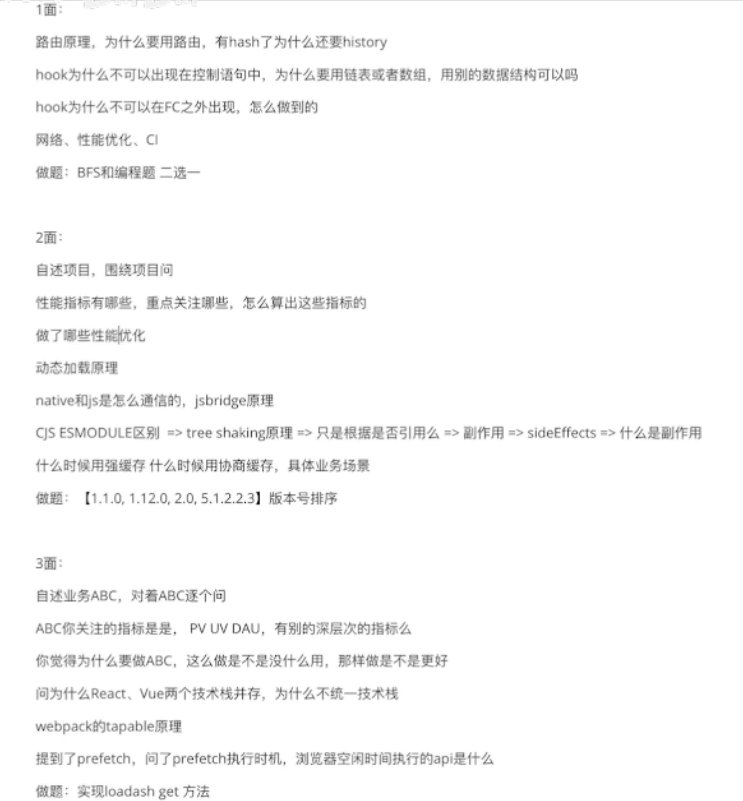 1面：
路由原理，为什么要用路由，有hash了为什么还要history
hook为什么不可以出现在控制语句中，为什么要用链表或者数组，用别的数据结构可以吗
hook为什么不可以在FC之外出现，怎么做到的
网络、性能优化、CI
做题：BFS和编程题 二选一
2面：
自述项目，围绕项目问
性能指标有哪些，重点关注哪些，怎么算出这些指标的
做了哪些性能优化
动态加载原理
native和js是怎么通信的，jsbridge原理
CJS ESMODULE区别 => tree shaking原理 => 只是根据是否引用么 => 副作用 => sideEffects => 什么是副作用
什么时候用强缓存 什么时候用协商缓存，具体业务场景
做题：【1.1.0, 1.12.0, 2.0, 5.1.2.2.3】版本号排序
3面：
自述业务ABC，对着ABC逐个问
ABC你关注的指标是是， PV UV DAU，有别的深层次的指标么
你觉得为什么要做ABC，这么做是不是没什么用，那样做是不是更好
问为什么React、Vue两个技术栈并存，为什么不统一技术栈
webpack的tapable原理
提到了prefetch，问了prefetch执行时机，浏览器空闲时间执行的api是什么
做题：实现loadash get 方法